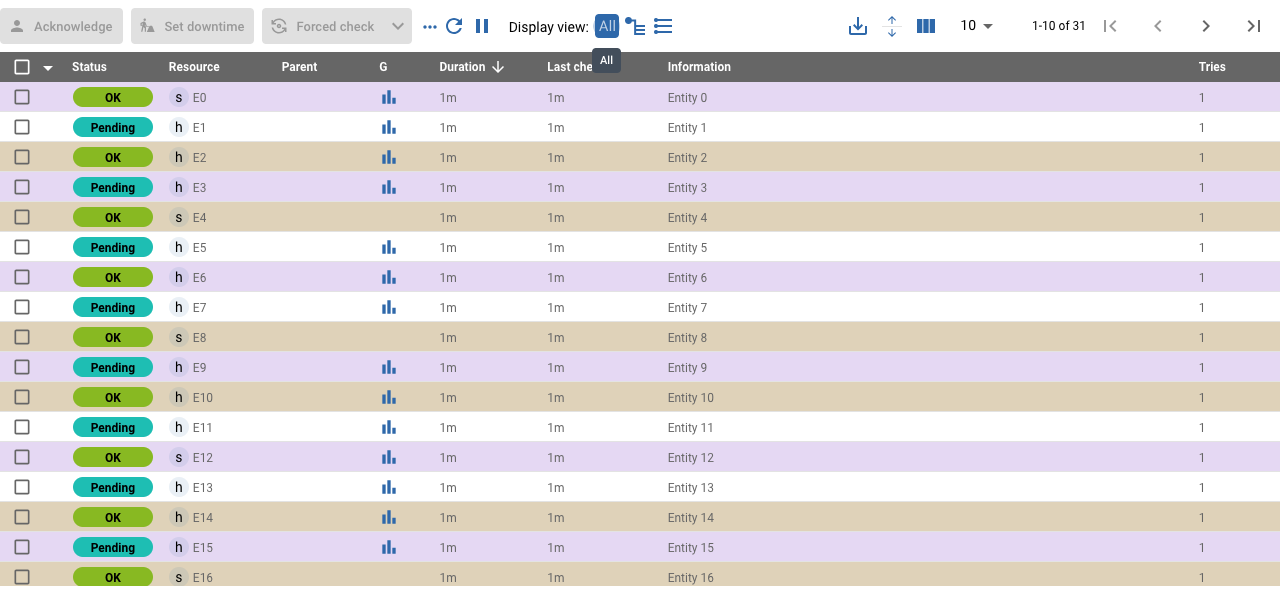 Acknowledge Set downtime Forced check Display view: All 10 1-10 of 31
All
Status Resource Parent G Duration Last che Information Tries
OK s E0 1m 1m Entity 0 1
Pending h E1 1m 1m Entity 1 1
OK h E2 1m 1m Entity 2 1
Pending h E3 1m 1m Entity 3 1
OK s E4 1m 1m Entity 4 1
Pending h E5 1m 1m Entity 5 1
OK h E6 1m 1m Entity 6 1
Pending h E7 1m 1m Entity 7 1
OK s E8 1m 1m Entity 8 1
Pending h E9 1m 1m Entity 9 1
OK h E10 1m 1m Entity 10 1
Pending h E11 1m 1m Entity 11 1
OK s E12 1m 1m Entity 12 1
Pending h E13 1m 1m Entity 13 1
OK h E14 1m 1m Entity 14 1
Pending h E15 1m 1m Entity 15 1
OK s E16 1m 1m Entity 16 1